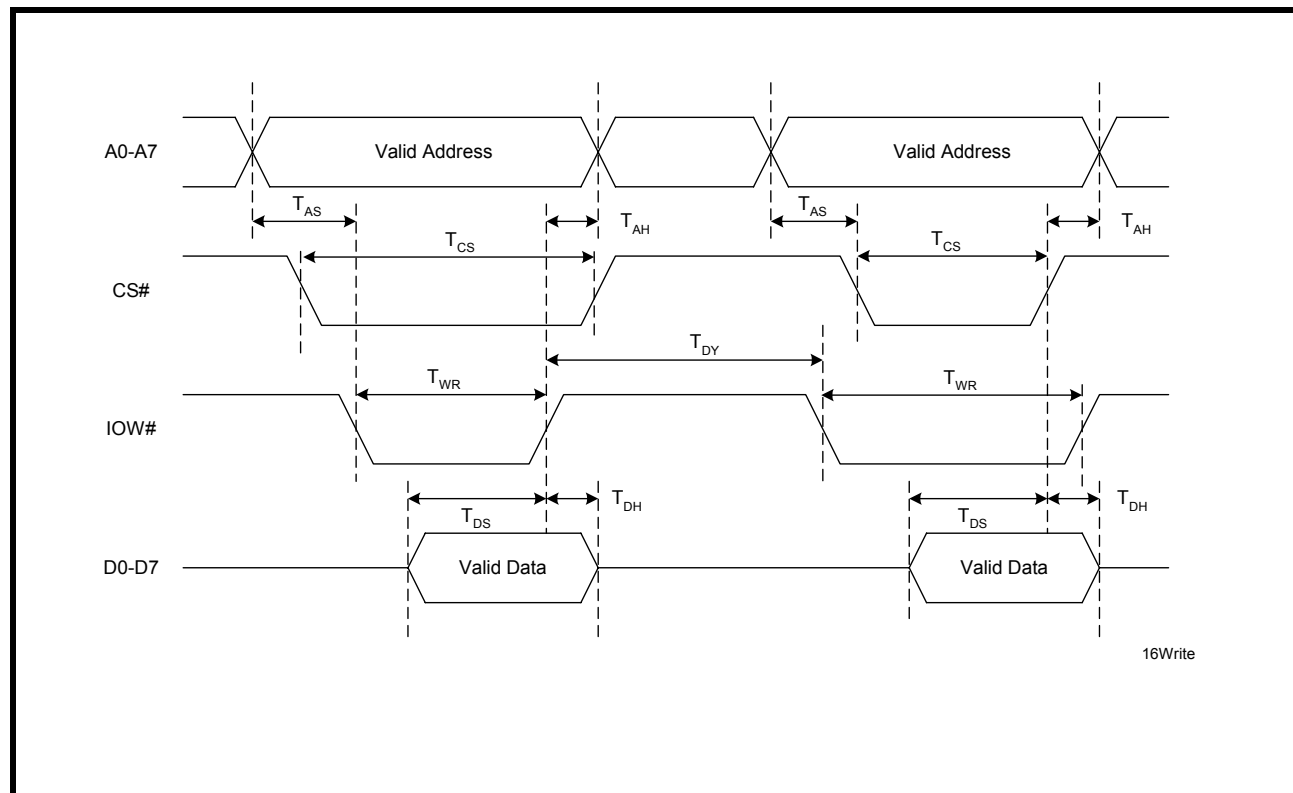 A0-A7
Valid Address
Valid Address
TAS
TAH
TAS
TAH
TCS
TCS
CS#
TDY
TWR
TWR
IOW#
TDS
TDH
TDS
TDH
D0-D7
Valid Data
Valid Data
16Write